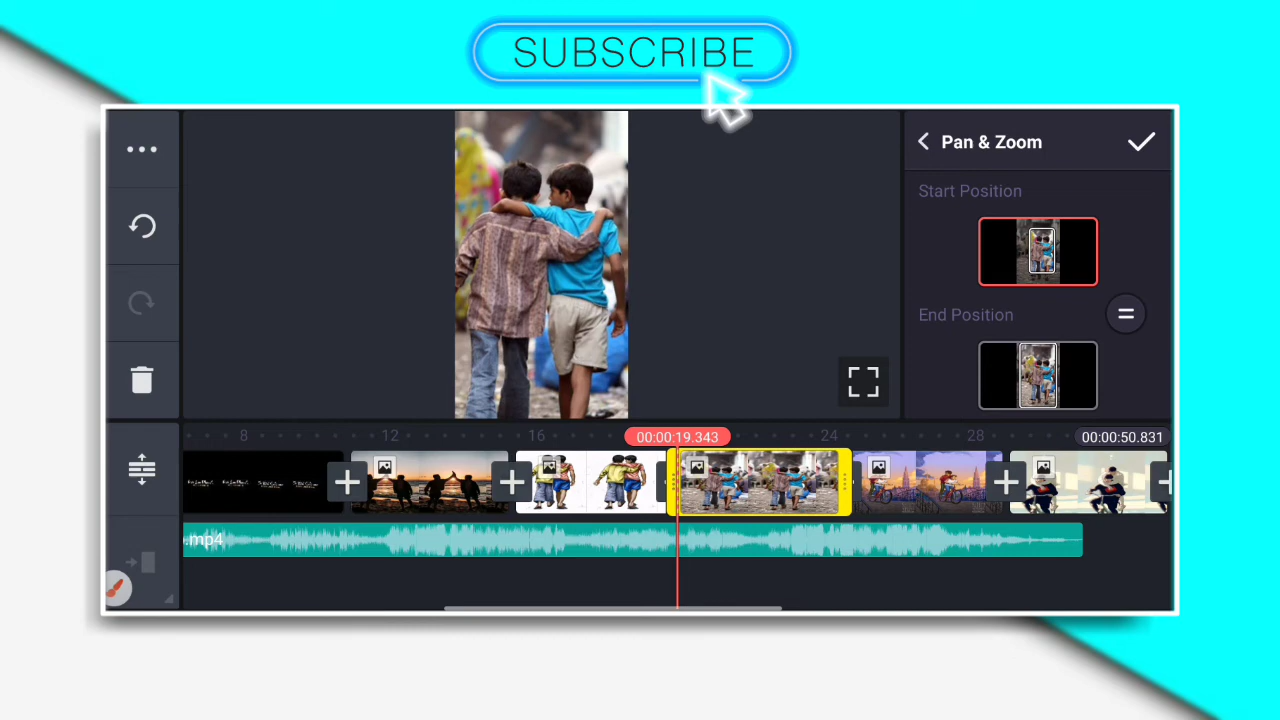 SUBSCRIBE
Pan & Zoom
Start Position
End Position
8 12 16 00:00:19.343 24 28 00:00:50.831
.mp4